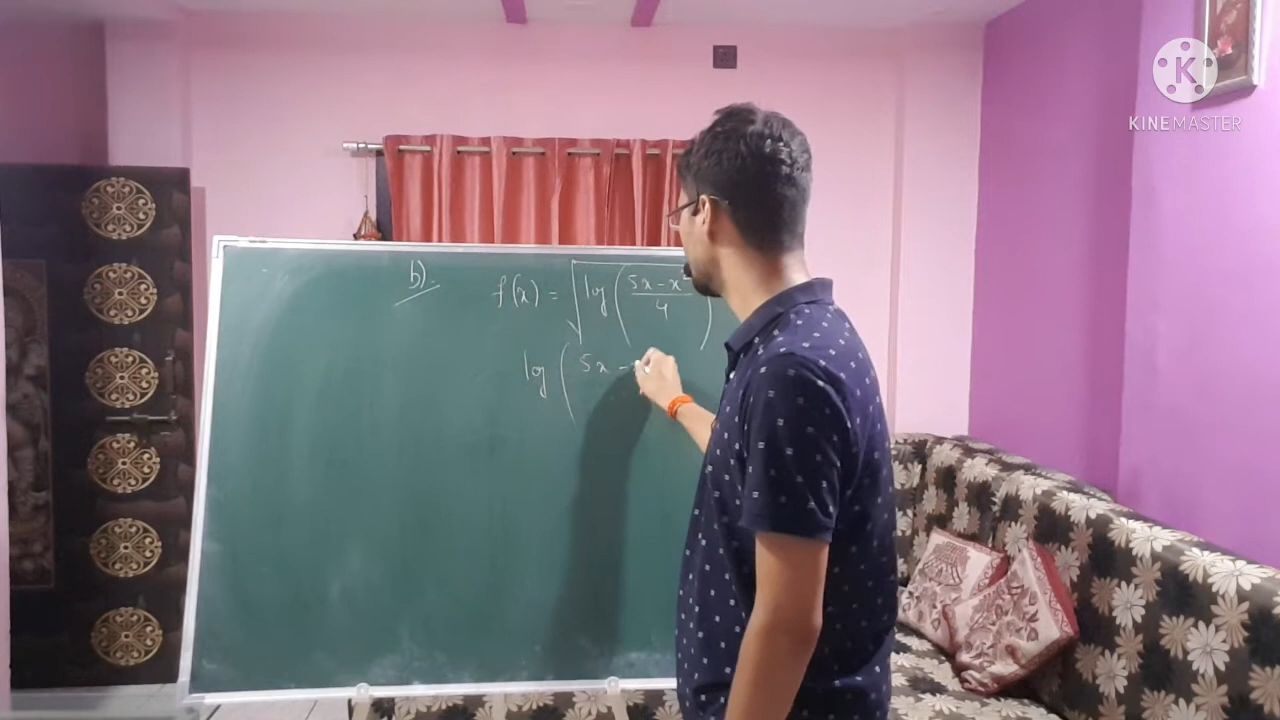 K
KINEMASTER
b).
f(x) = √log(5x-x²/4)
log(5x-